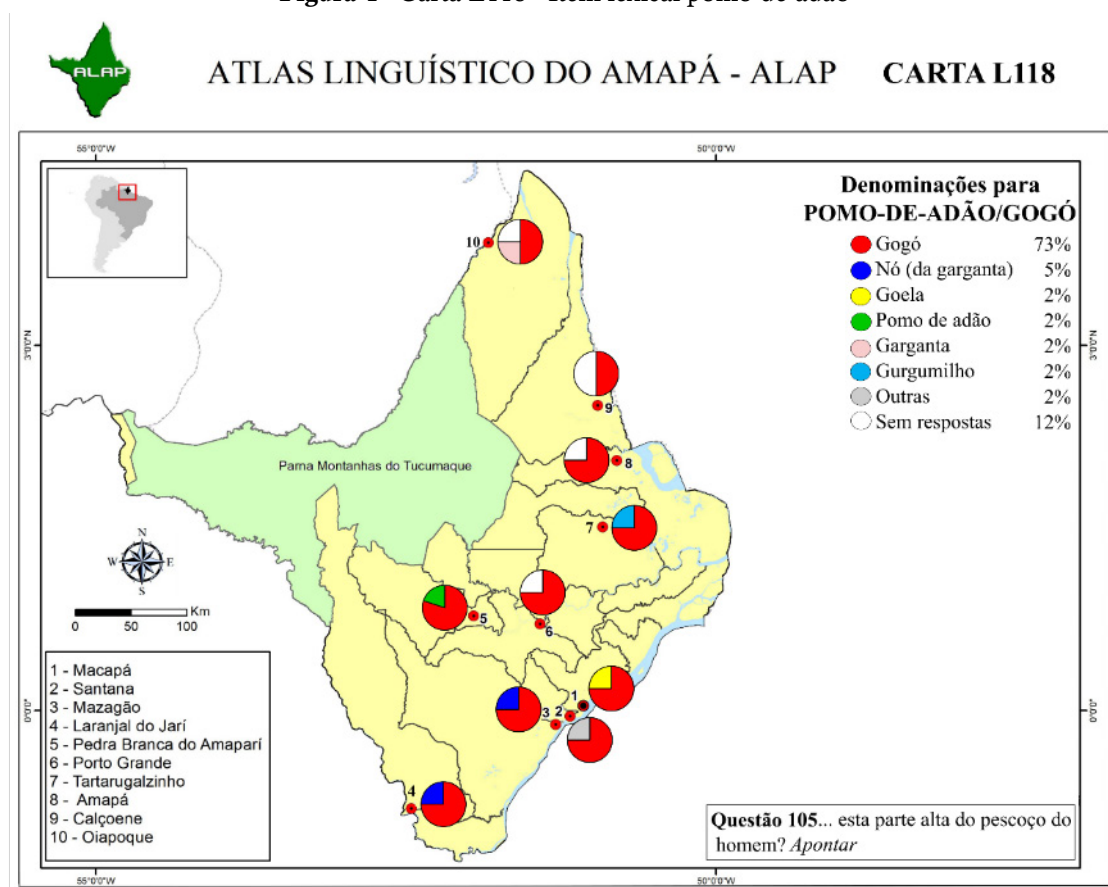 Figura 4 - Carta L118 - Item lexical pomo de adão
ALAP
ATLAS LINGUÍSTICO DO AMAPÁ - ALAP CARTA L118
55°0'0"W
50°0'0"W
Denominações para
POMO-DE-ADÃO/GOGÓ
Gogó 73%
Nó (da garganta) 5%
Goela 2%
Pomo de adão 2%
Garganta 2%
Gurgumilho 2%
Outras 2%
Sem respostas 12%
10
3°0'0"N
3°0'0"N
9
8
Parna Montanhas do Tucumaque
7
N
W E
S
Km
0 50 100
5
6
1 - Macapá
2 - Santana
3 - Mazagão
4 - Laranjal do Jarí
5 - Pedra Branca do Amaparí
6 - Porto Grande
7 - Tartarugalzinho
8 - Amapá
9 - Calçoene
10 - Oiapoque
1
2
3
0°0'0"
0°0'0"
4
Questão 105... esta parte alta do pescoço do
homem? Apontar
55°0'0"W
50°0'0"W